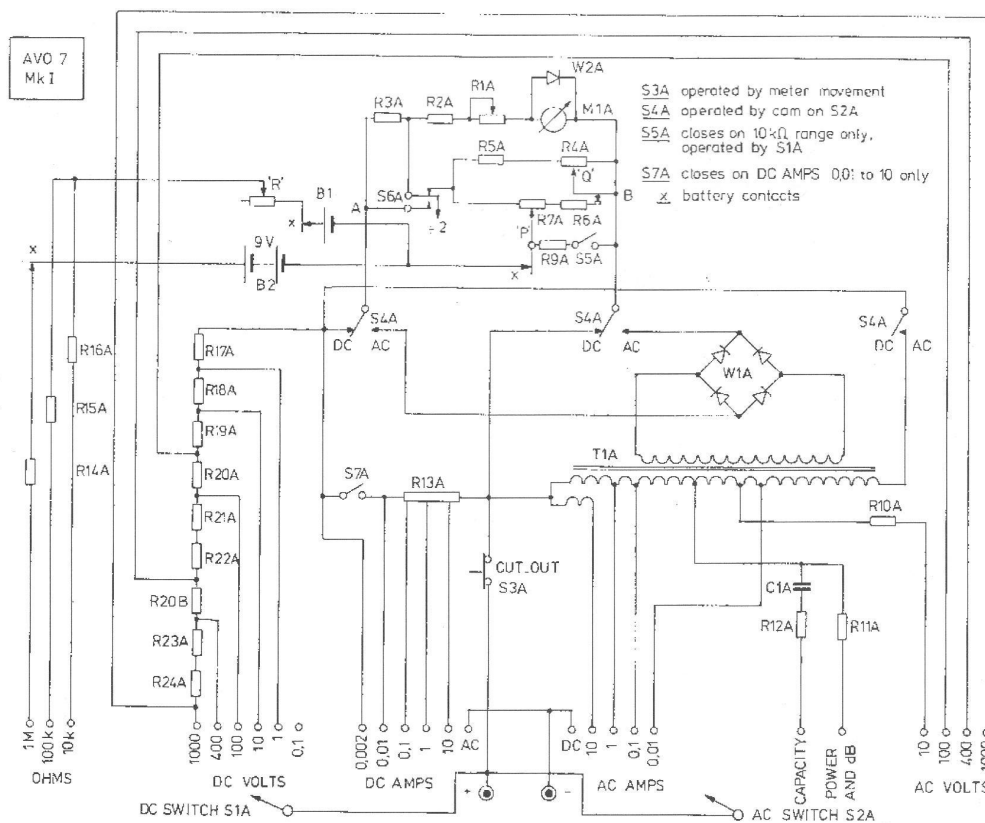 AVO 7
Mk I
W2A
R3A
R2A
R1A
M1A
S3A operated by meter movement
S4A operated by cam on S2A
S5A closes on 10kΩ range only,
operated by S1A
S7A closes on DC AMPS 0,01 to 10 only
x battery contacts
R5A
R4A
'Q'
'R'
B1
S6A
A
B
÷2
R7A
R6A
x
'P'
R9A
S5A
x
9V
B2
x
S4A
DC
AC
S4A
DC
AC
S4A
DC
AC
R17A
R16A
R18A
R15A
R19A
R14A
R20A
R21A
R22A
R20B
R23A
R24A
W1A
T1A
S7A
R13A
R10A
CUT_OUT
S3A
C1A
R12A
R11A
1M
100k
10k
OHMS
1000
400
100
10
1
0,1
DC VOLTS
0,002
0,01
0,1
1
10
DC AMPS
AC
DC
10
1
0,1
0,01
AC AMPS
CAPACITY
POWER
AND dB
10
100
400
1000
AC VOLTS
DC SWITCH S1A
+
-
AC SWITCH S2A